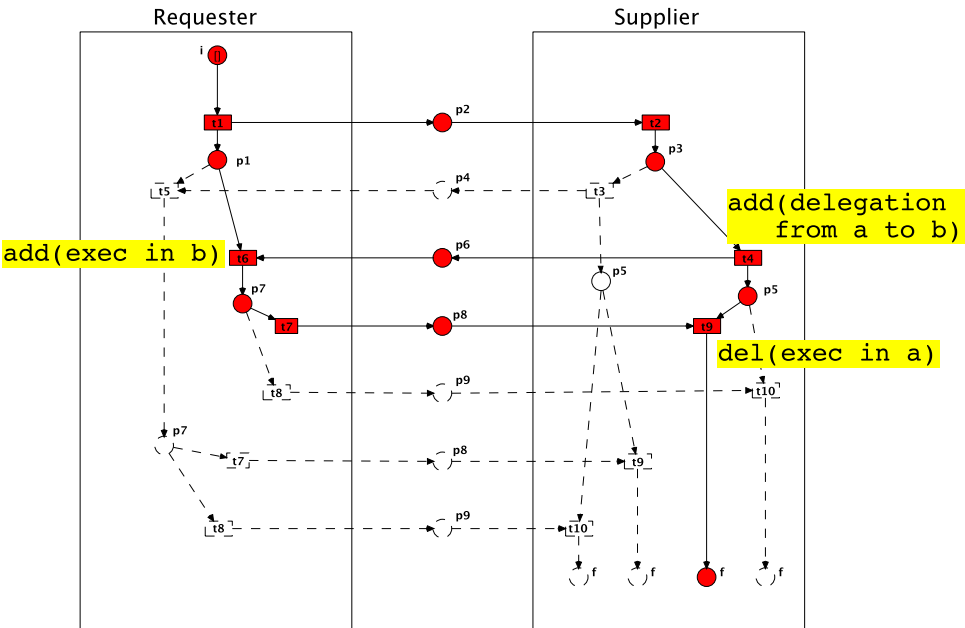 Requester Supplier
i []
t1 p2 t2
p1 p3
t5 p4 t3
add(delegation
from a to b)
add(exec in b) t6 p6 t4
p5
p7 p5
t7 p8 t9
del(exec in a)
t8 p9 t10
p7
t7 p8 t9
t8 p9 t10
f f f f